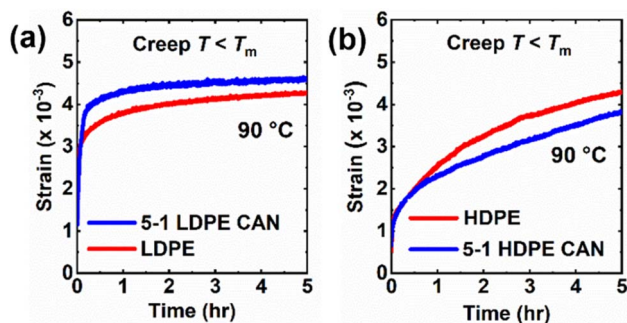 (a)
Creep T < Tm
Strain (x 10-3)
6
5
4
3
2
1
0
90 °C
5-1 LDPE CAN
LDPE
0 1 2 3 4 5
Time (hr)
(b)
Creep T < Tm
Strain (x 10-3)
6
5
4
3
2
1
0
90 °C
HDPE
5-1 HDPE CAN
0 1 2 3 4 5
Time (hr)